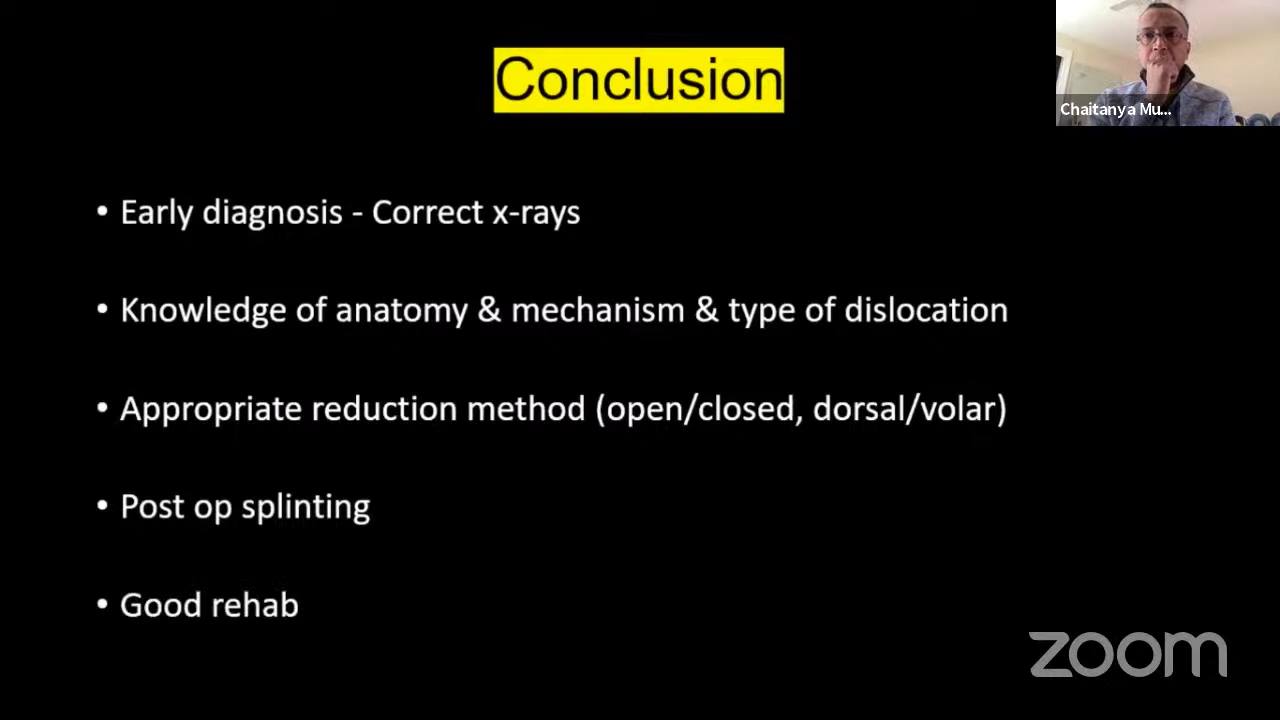 Conclusion
Chaitanya Mu...
• Early diagnosis - Correct x-rays
• Knowledge of anatomy & mechanism & type of dislocation
• Appropriate reduction method (open/closed, dorsal/volar)
• Post op splinting
• Good rehab
zoom